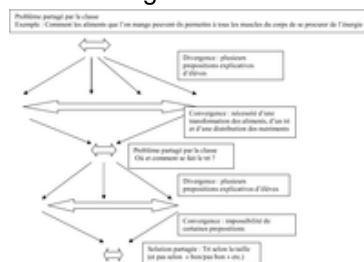 Problème partagé par la classe
Exemple : Comment les aliments que l'on mange peuvent-ils permettre à tous les muscles du corps de se procurer de l'énergie
Divergence : plusieurs
propositions explicatives
d'élèves
Convergence : nécessité d'une
transformation des aliments, d'un tri
et d'une distribution des nutriments
Problème partagé par la classe
Où et comment se fait le tri ?
Divergence : plusieurs
propositions explicatives d'élèves
Convergence : impossibilité de
certaines propositions
Solution partagée : Tri selon la taille
(et pas selon « bon/pas bon » etc.)